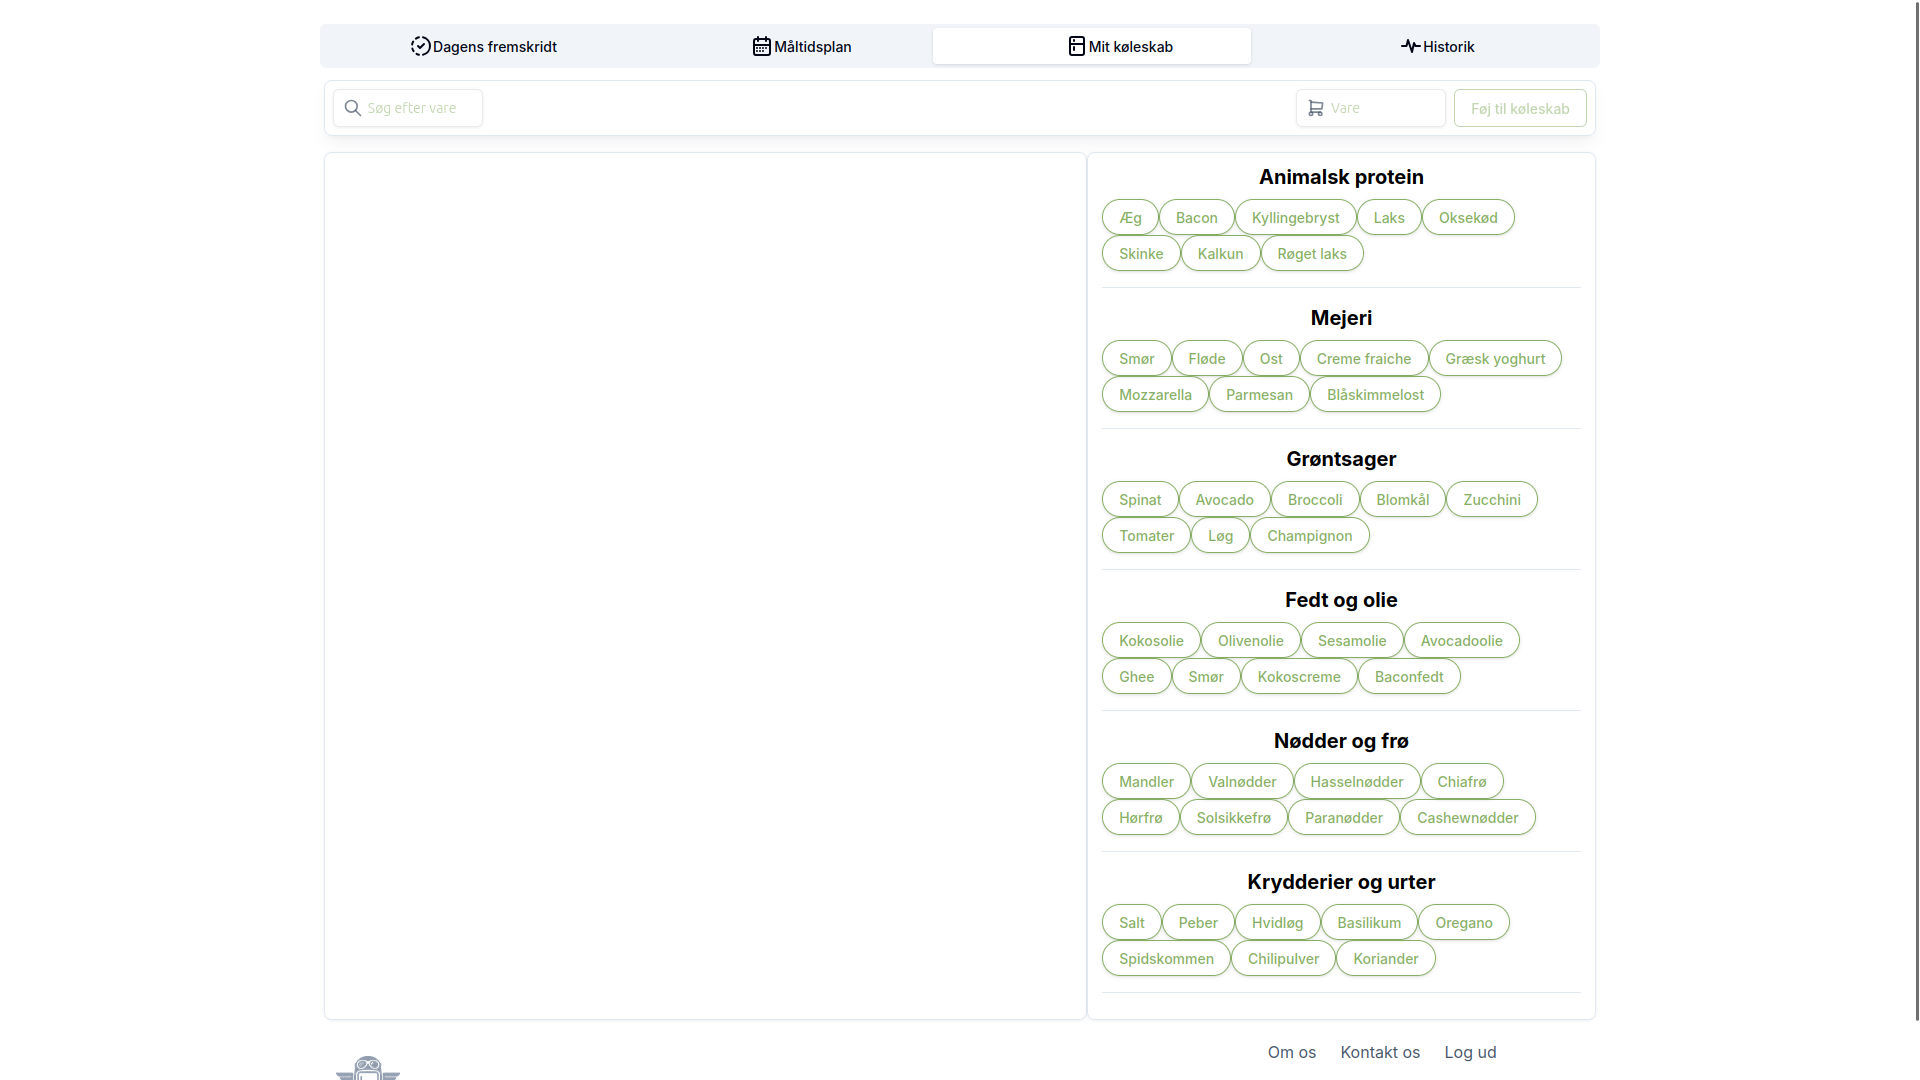 Dagens fremskridt Måltidsplan Mit køleskab Historik
Søg efter vare Vare Føj til køleskab
Animalsk protein
Æg Bacon Kyllingebryst Laks Oksekød
Skinke Kalkun Røget laks
Mejeri
Smør Fløde Ost Creme fraiche Græsk yoghurt
Mozzarella Parmesan Blåskimmelost
Grøntsager
Spinat Avocado Broccoli Blomkål Zucchini
Tomater Løg Champignon
Fedt og olie
Kokosolie Olivenolie Sesamolie Avocadoolie
Ghee Smør Kokoscreme Baconfedt
Nødder og frø
Mandler Valnødder Hasselnødder Chiafrø
Hørfrø Solsikkefrø Paranødder Cashewnødder
Krydderier og urter
Salt Peber Hvidløg Basilikum Oregano
Spidskommen Chilipulver Koriander
Om os Kontakt os Log ud